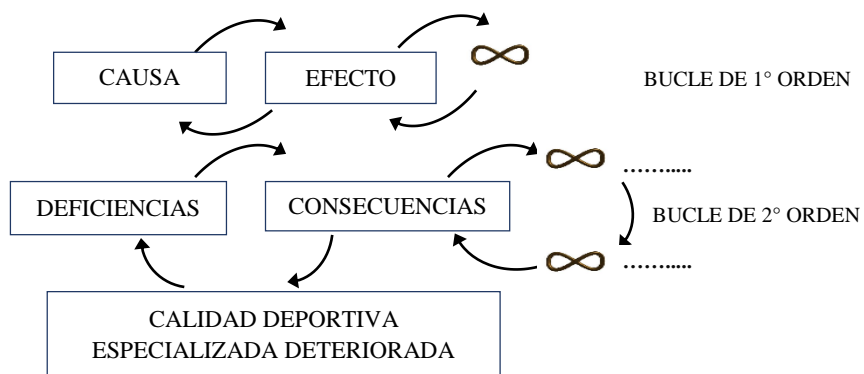 CAUSA
EFECTO
BUCLE DE 1° ORDEN
DEFICIENCIAS
CONSECUENCIAS
…….....
BUCLE DE 2° ORDEN
…….....
CALIDAD DEPORTIVA
ESPECIALIZADA DETERIORADA